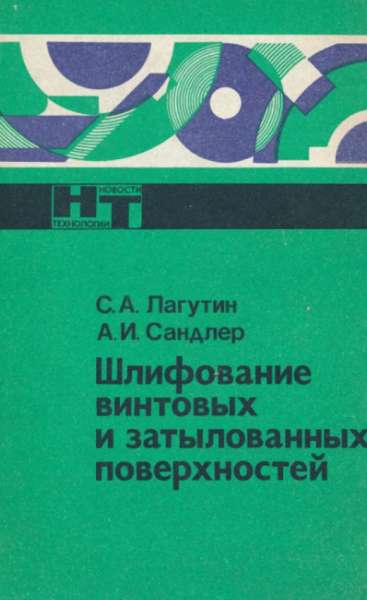 НОВОСТИ
НТ
ТЕХНОЛОГИИ
С.А. Лагутин
А.И. Сандлер
Шлифование
винтовых
и затылованных
поверхностей